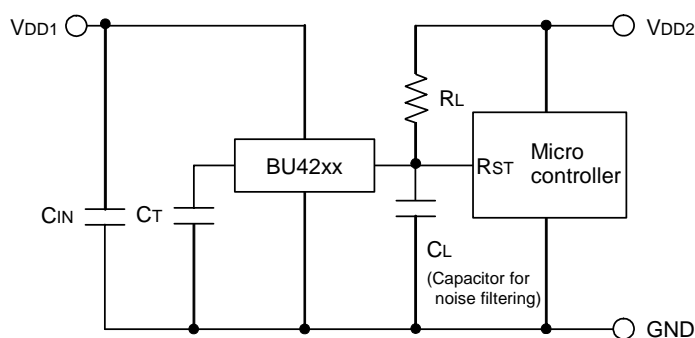 VDD1
VDD2
RL
BU42xx
RST
Micro
controller
CIN
CT
CL
(Capacitor for
noise filtering)
GND